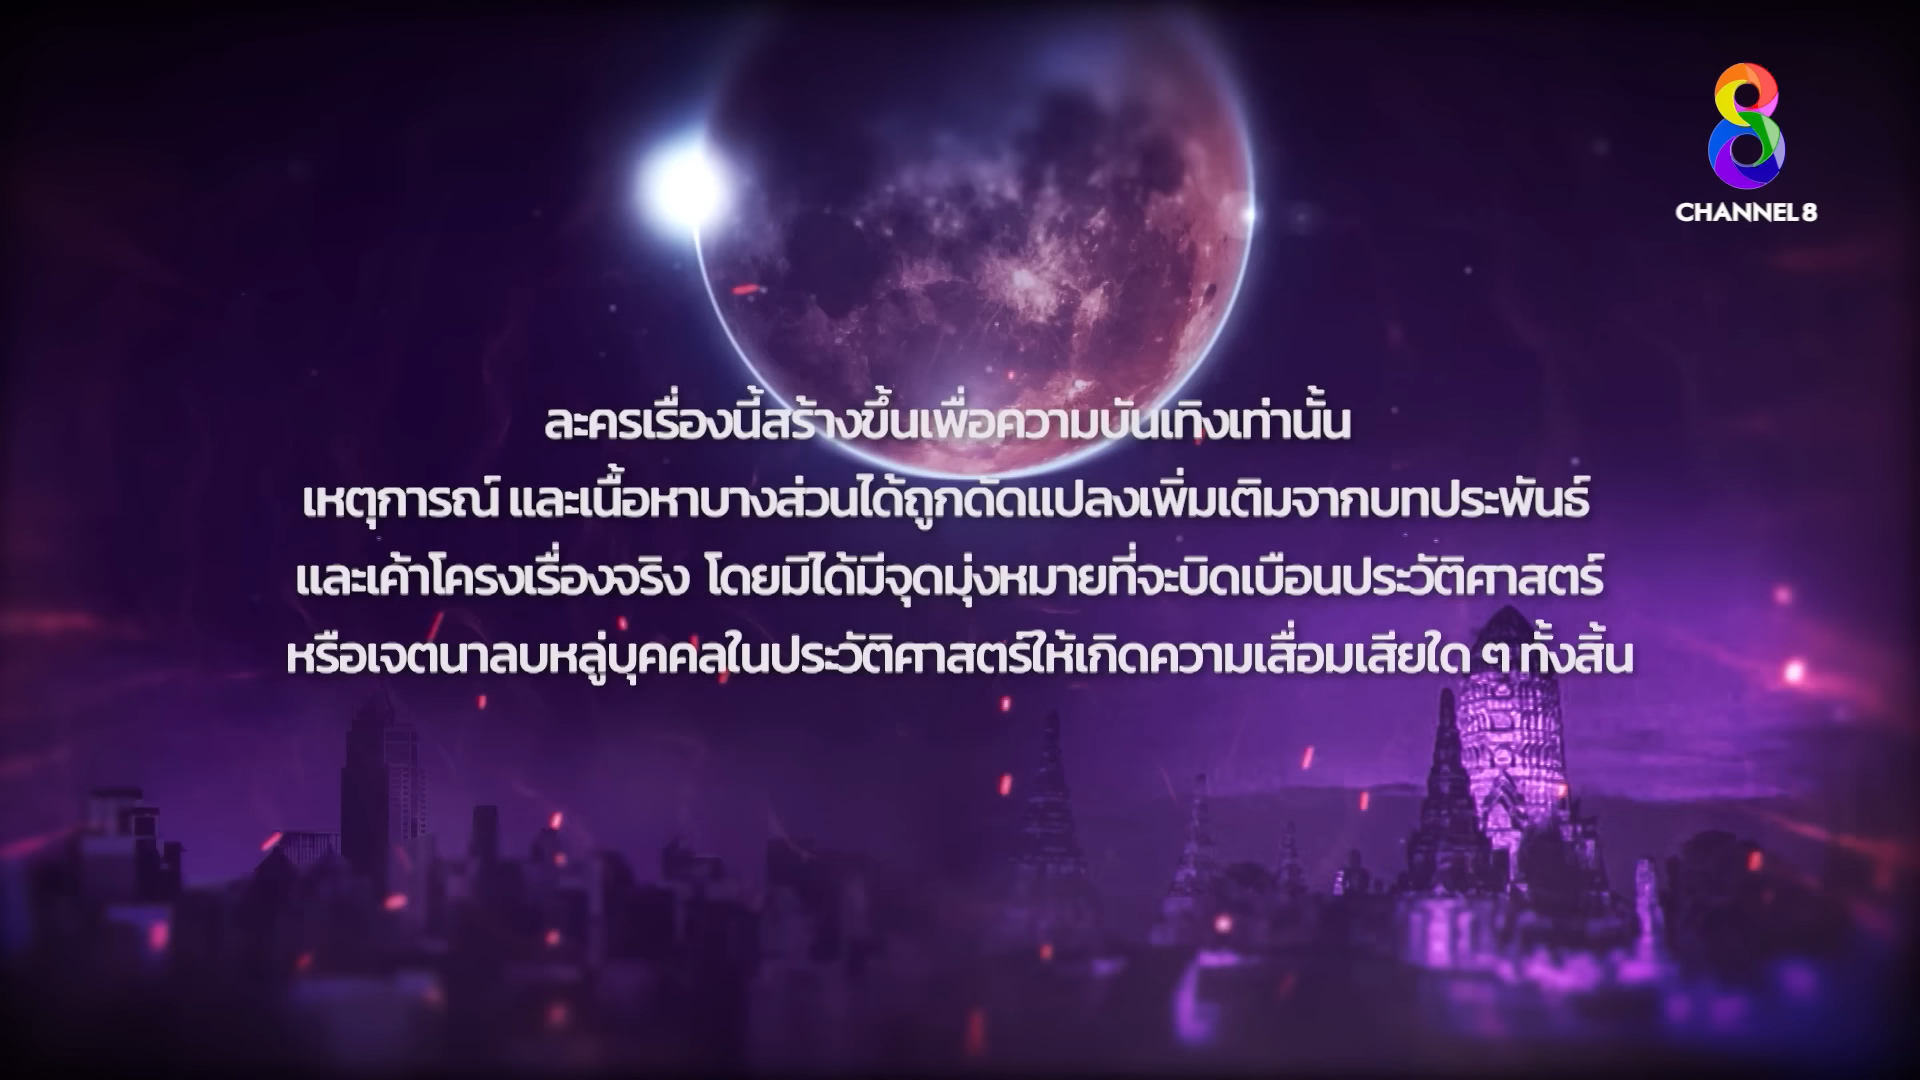 CHANNEL 8
ละครเรื่องนี้สร้างขึ้นเพื่อความบันเทิงเท่านั้น
เหตุการณ์ และเนื้อหาบางส่วนได้ถูกดัดแปลงเพิ่มเติมจากบทประพันธ์
และเค้าโครงเรื่องจริง โดยมิได้มีจุดมุ่งหมายที่จะบิดเบือนประวัติศาสตร์
หรือเจตนาลบหลู่บุคคลในประวัติศาสตร์ให้เกิดความเสื่อมเสียใด ๆ ทั้งสิ้น